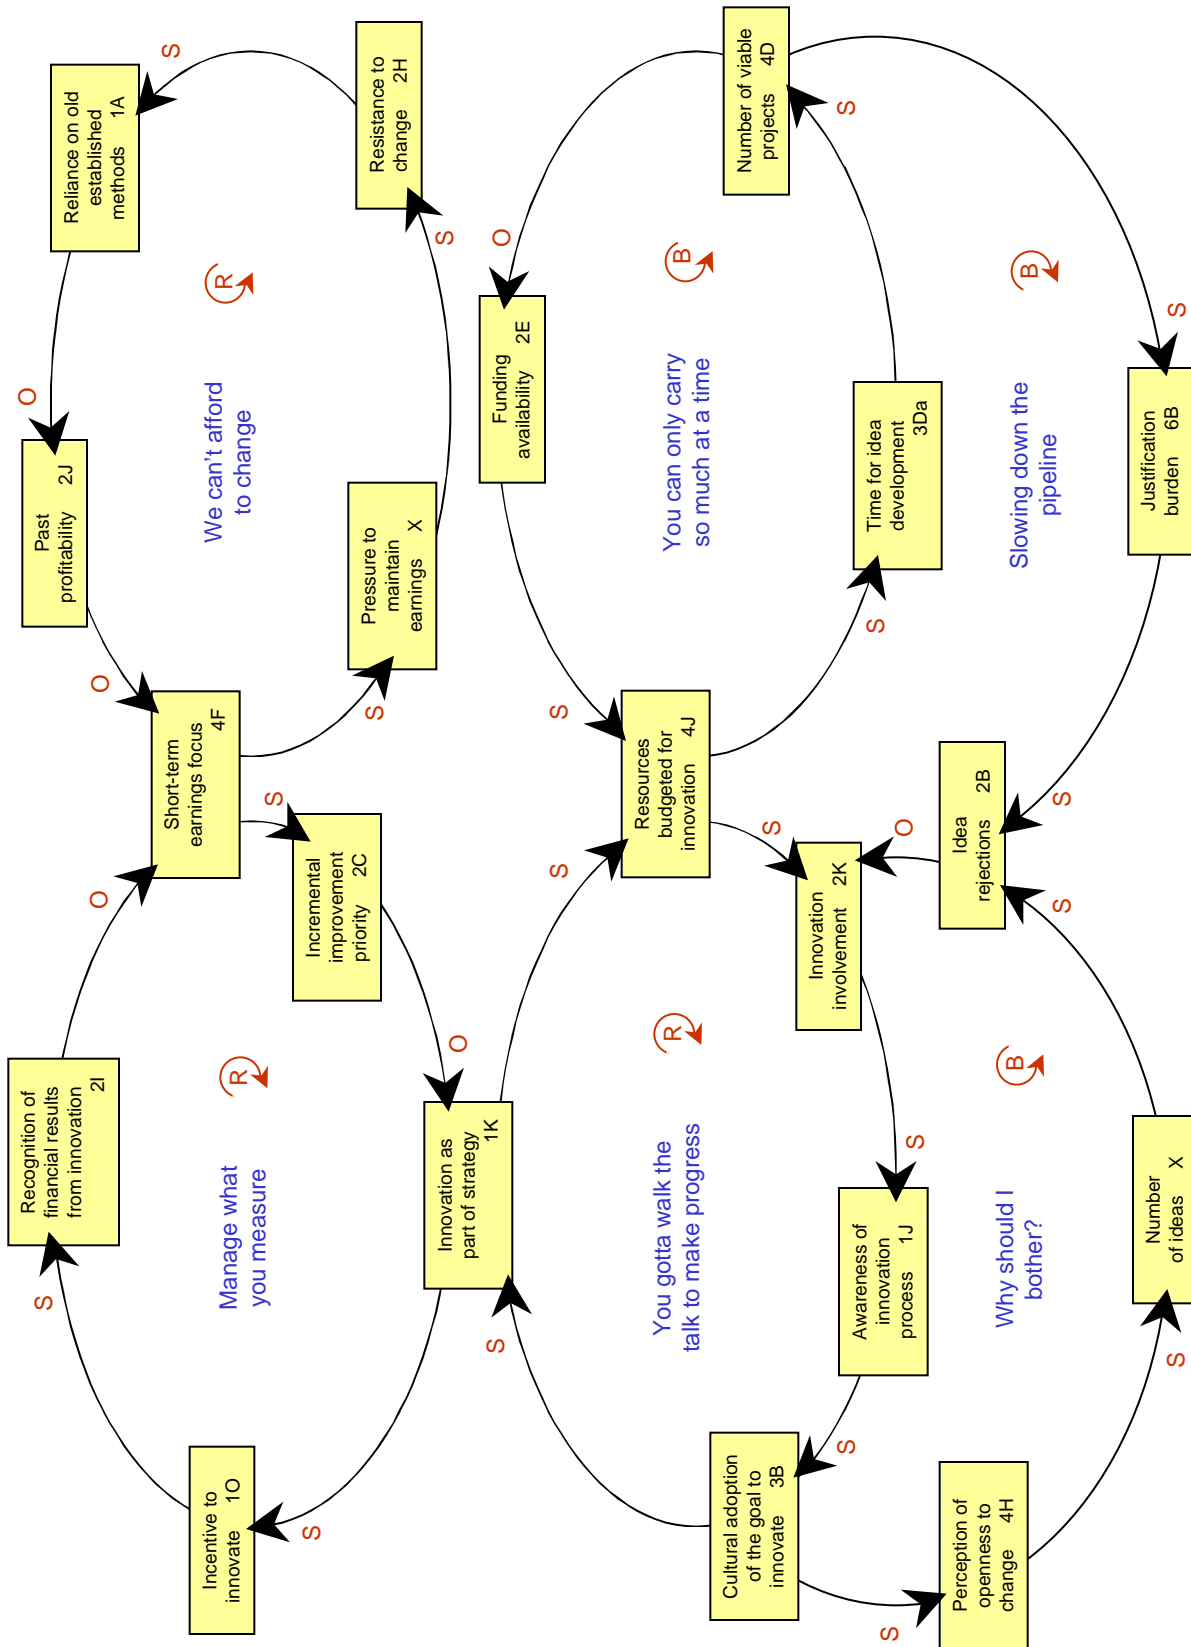 Recognition of
financial results
from innovation 2I
S
O
Past
profitability 2J
O
Reliance on old
established
methods 1A
S
O
Short-term
earnings focus
4F
Incentive to
innovate 1O
S
R
Manage what
you measure
S
Incremental
improvement
priority 2C
O
S
Pressure to
maintain
earnings X
S
We can't afford
to change
R
Resistance to
change 2H
Innovation as
part of strategy
1K
S
S
Resources
budgeted for
innovation 4J
S
Funding
availability 2E
O
R
You gotta walk the
talk to make progress
You can only carry
so much at a time
B
Number of viable
projects 4D
S
Cultural adoption
of the goal to
innovate 3B
S
Awareness of
innovation
process 1J
S
Innovation
involvement 2K
S
S
Time for idea
development
3Da
S
Perception of
openness to
change 4H
Why should I
bother?
B
O
Idea
rejections 2B
Slowing down the
pipeline
B
S
Number
of ideas X
S
S
Justification
burden 6B
S